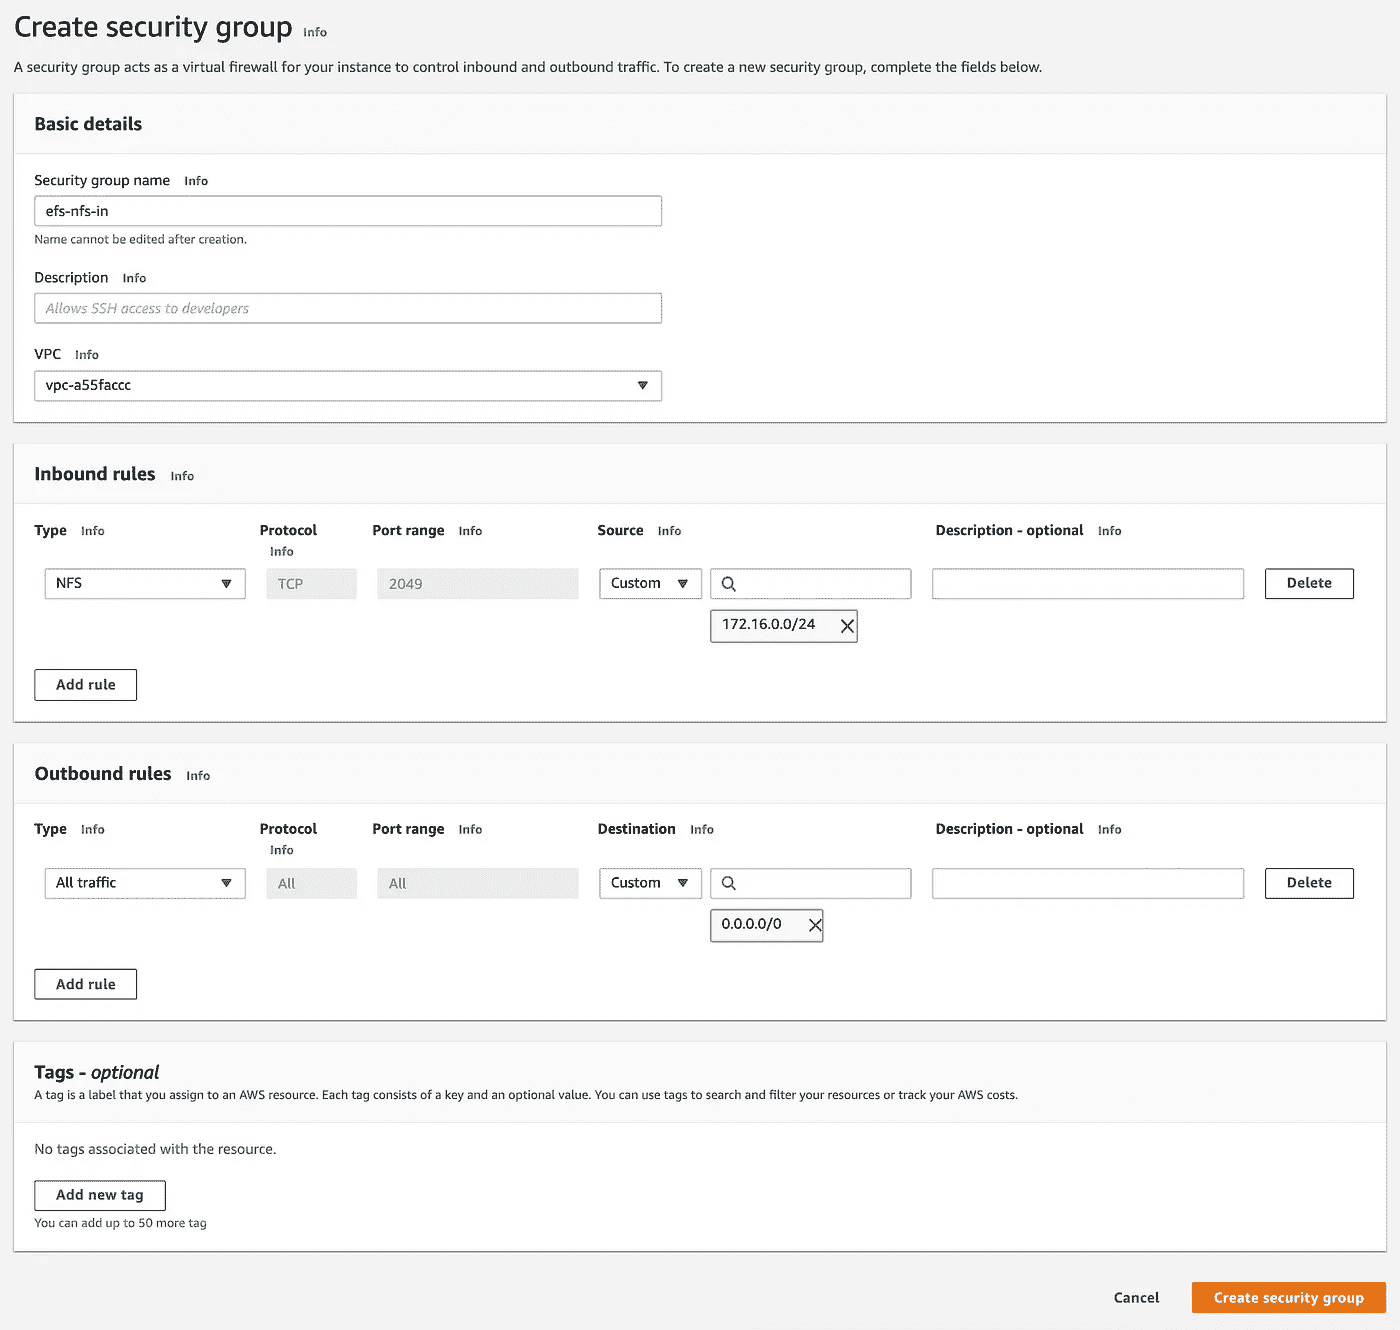 Create security group Info
A security group acts as a virtual firewall for your instance to control inbound and outbound traffic. To create a new security group, complete the fields below.
Basic details
Security group name Info
efs-nfs-in
Name cannot be edited after creation.
Description Info
Allows SSH access to developers
VPC Info
vpc-a55faccc
Inbound rules Info
Type Info Protocol Info Port range Info Source Info Description - optional Info
NFS TCP 2049 Custom Delete
172.16.0.0/24
Add rule
Outbound rules Info
Type Info Protocol Info Port range Info Destination Info Description - optional Info
All traffic All All Custom Delete
0.0.0.0/0
Add rule
Tags - optional
A tag is a label that you assign to an AWS resource. Each tag consists of a key and an optional value. You can use tags to search and filter your resources or track your AWS costs.
No tags associated with the resource.
Add new tag
You can add up to 50 more tag
Cancel Create security group